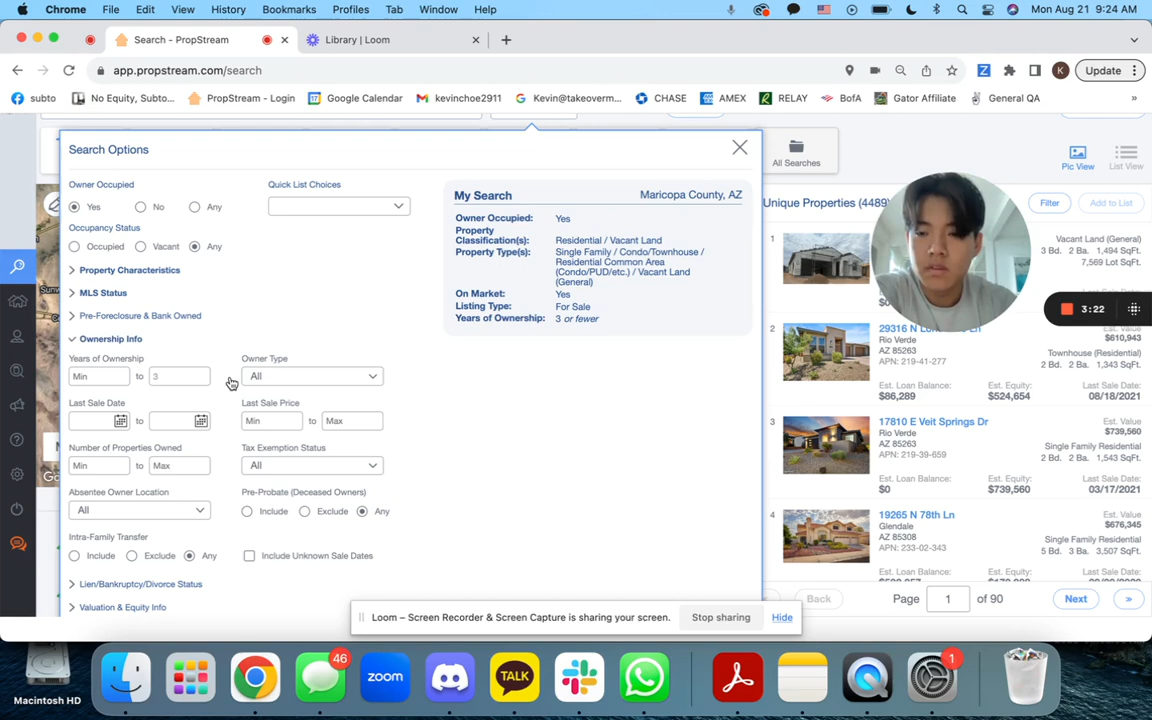 Chrome File Edit View History Bookmarks Profiles Tab Window Help Mon Aug 21 9:24 AM
Search - PropStream
Library | Loom
app.propstream.com/search
K
Update
subto
No Equity, Subto...
PropStream - Login
Google Calendar
kevinchoe2911
Kevin@takeoverm...
CHASE
AMEX
RELAY
BofA
Gator Affiliate
General QA
»
Search Options
All Searches
Pic View
List View
Owner Occupied
Yes No Any
Quick List Choices
Occupancy Status
Occupied Vacant Any
Property Characteristics
MLS Status
Pre-Foreclosure & Bank Owned
Ownership Info
Years of Ownership
Min to 3
Owner Type
All
Last Sale Date
to
Last Sale Price
Min to Max
Number of Properties Owned
Min to Max
Tax Exemption Status
All
Absentee Owner Location
All
Pre-Probate (Deceased Owners)
Include Exclude Any
Intra-Family Transfer
Include Exclude Any
Include Unknown Sale Dates
Lien/Bankruptcy/Divorce Status
Valuation & Equity Info
My Search
Maricopa County, AZ
Owner Occupied: Yes
Property Classification(s): Residential / Vacant Land
Property Type(s): Single Family / Condo/Townhouse /
Residential Common Area
(Condo/PUD/etc.) / Vacant Land
(General)
On Market: Yes
Listing Type: For Sale
Years of Ownership: 3 or fewer
Unique Properties (4489)
Filter
Add to List
1
Vacant Land (General)
3 Bd. 2 Ba. 1,494 SqFt.
7,569 Lot SqFt.
3:22
2
29316 N
Rio Verde
AZ 85263
APN: 219-41-277
Est. Value
$610,943
Townhouse (Residential)
2 Bd. 2 Ba. 1,343 SqFt.
Est. Loan Balance: Est. Equity: Last Sale Date:
$86,289 $524,654 08/18/2021
3
17810 E Veit Springs Dr
Rio Verde
AZ 85263
APN: 219-39-659
Est. Value
$739,560
Single Family Residential
2 Bd. 2 Ba. 1,543 SqFt.
Est. Loan Balance: Est. Equity: Last Sale Date:
$0 $739,560 03/17/2021
4
19265 N 78th Ln
Glendale
AZ 85308
APN: 233-02-343
Est. Value
$676,345
Single Family Residential
5 Bd. 3 Ba. 3,507 SqFt.
Est. Loan Balance: Est. Equity: Last Sale Date:
Back
Page 1 of 90
Next
»
Loom – Screen Recorder & Screen Capture is sharing your screen.
Stop sharing
Hide
46
zoom
TALK
1
Macintosh HD